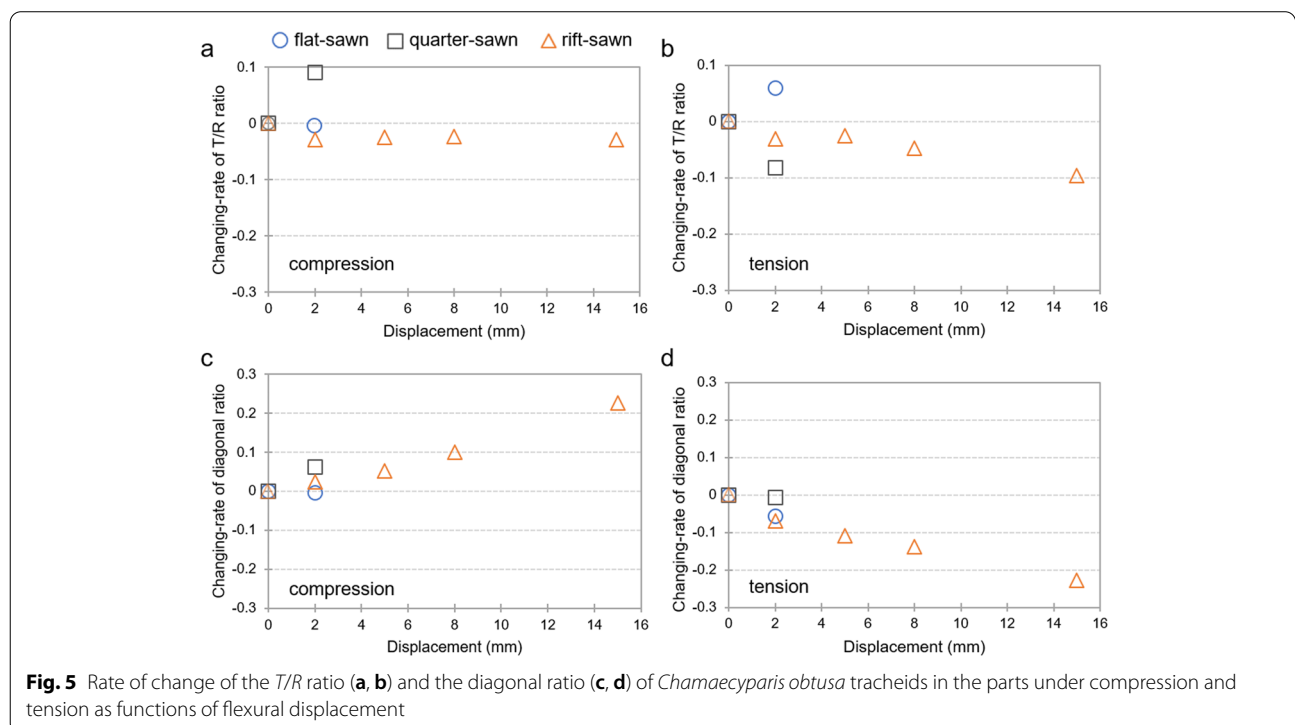 flat-sawn quarter-sawn rift-sawn
a
0.1
0
-0.1
-0.2
-0.3
Changing-rate of T/R ratio
compression
0 2 4 6 8 10 12 14 16
Displacement (mm)
b
0.1
0
-0.1
-0.2
-0.3
Changing-rate of T/R ratio
tension
0 2 4 6 8 10 12 14 16
Displacement (mm)
c
0.3
0.2
0.1
0
-0.1
-0.2
-0.3
Changing-rate of diagonal ratio
compression
0 2 4 6 8 10 12 14 16
Displacement (mm)
d
0.3
0.2
0.1
0
-0.1
-0.2
-0.3
Changing-rate of diagonal ratio
tension
0 2 4 6 8 10 12 14 16
Displacement (mm)
Fig. 5 Rate of change of the T/R ratio (a, b) and the diagonal ratio (c, d) of Chamaecyparis obtusa tracheids in the parts under compression and
tension as functions of flexural displacement